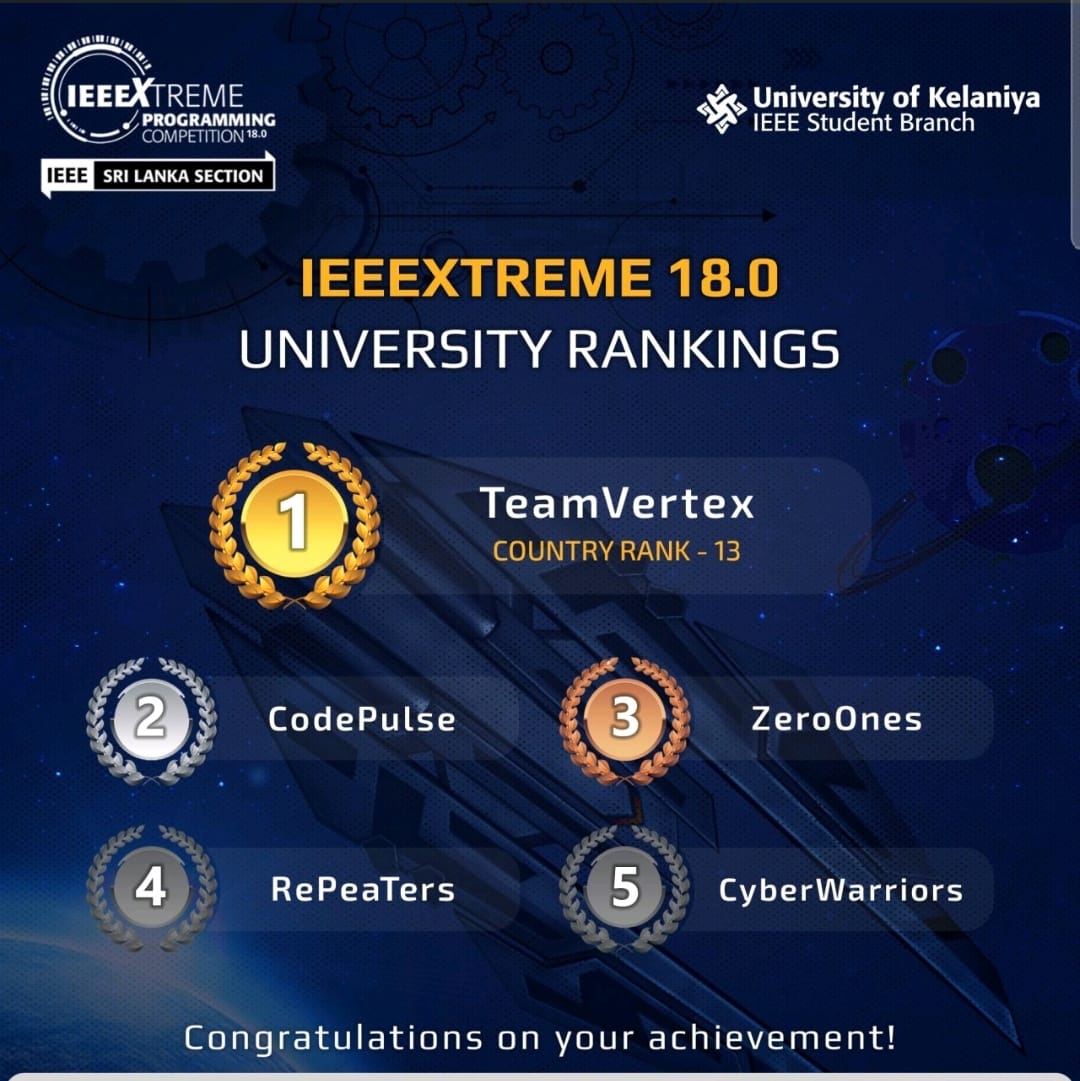 IEEEXTREME
PROGRAMMING
COMPETITION 18.0
IEEE SRI LANKA SECTION
University of Kelaniya
IEEE Student Branch
IEEEXTREME 18.0
UNIVERSITY RANKINGS
1
TeamVertex
COUNTRY RANK - 13
2
CodePulse
3
ZeroOnes
4
RePeaTers
5
CyberWarriors
Congratulations on your achievement!